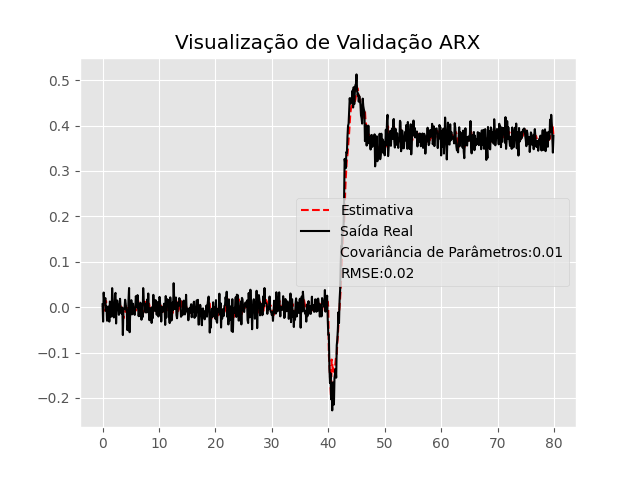 Visualização de Validação ARX
0.5
0.4
0.3
0.2
0.1
0.0
−0.1
−0.2
Estimativa
Saída Real
Covariância de Parâmetros:0.01
RMSE:0.02
0 10 20 30 40 50 60 70 80